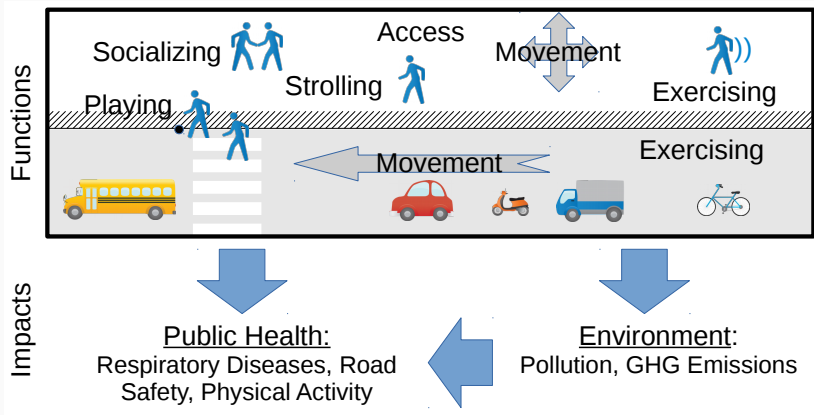 Functions
Socializing
Access
Movement
Strolling
Exercising
Playing
Movement
Exercising
Impacts
Public Health:
Respiratory Diseases, Road
Safety, Physical Activity
Environment:
Pollution, GHG Emissions